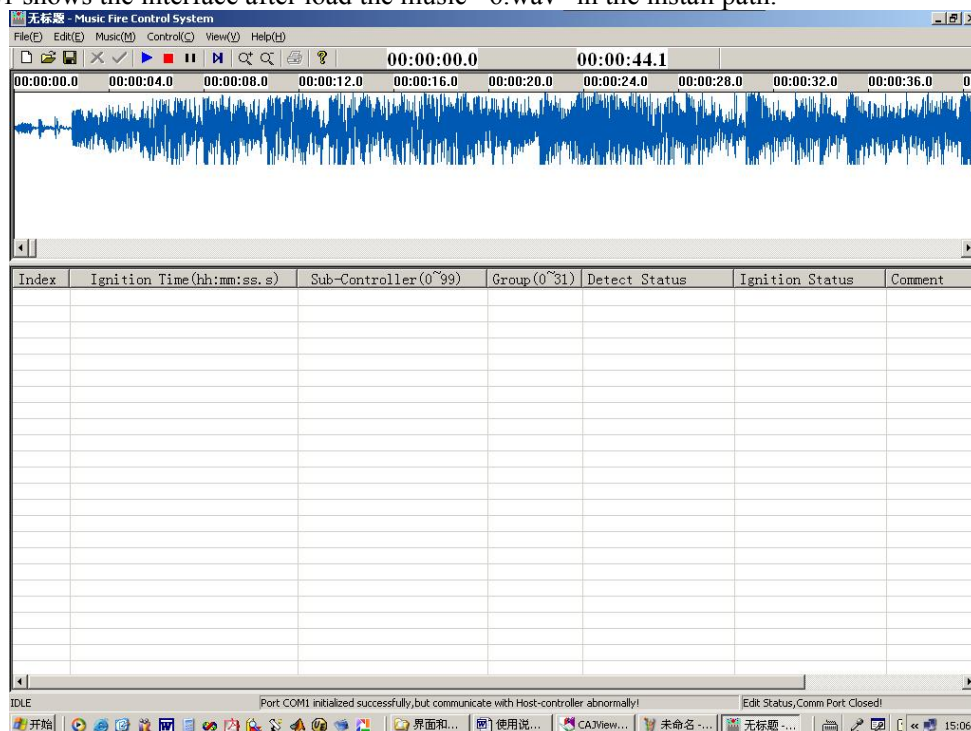 shows the interface after load the music 6.wav in the install path.
无标题 - Music Fire Control System
File(F) Edit(E) Music(M) Control(C) View(V) Help(H)
00:00:00.0 00:00:44.1
00:00:00.0 00:00:04.0 00:00:08.0 00:00:12.0 00:00:16.0 00:00:20.0 00:00:24.0 00:00:28.0 00:00:32.0 00:00:36.0 0
Index Ignition Time(hh:mm:ss.s) Sub-Controller(0~99) Group(0~31) Detect Status Ignition Status Comment
IDLE Port COM1 initialized successfully,but communicate with Host-controller abnormally! Edit Status,Comm Port Closed!
开始 界面和... 使用说... CAJView... 未命名 -... 无标题 -... 15:06